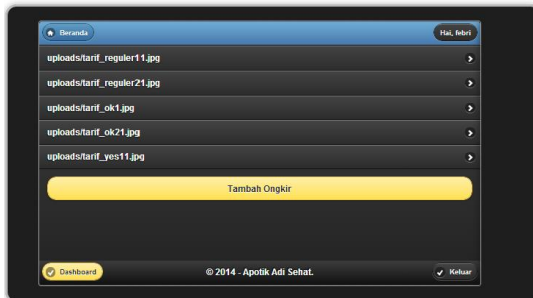 Beranda
Hai, febri
uploads/tarif_reguler11.jpg
uploads/tarif_reguler21.jpg
uploads/tarif_ok1.jpg
uploads/tarif_ok21.jpg
uploads/tarif_yes11.jpg
Tambah Ongkir
Dashboard
© 2014 - Apotik Adi Sehat.
Keluar